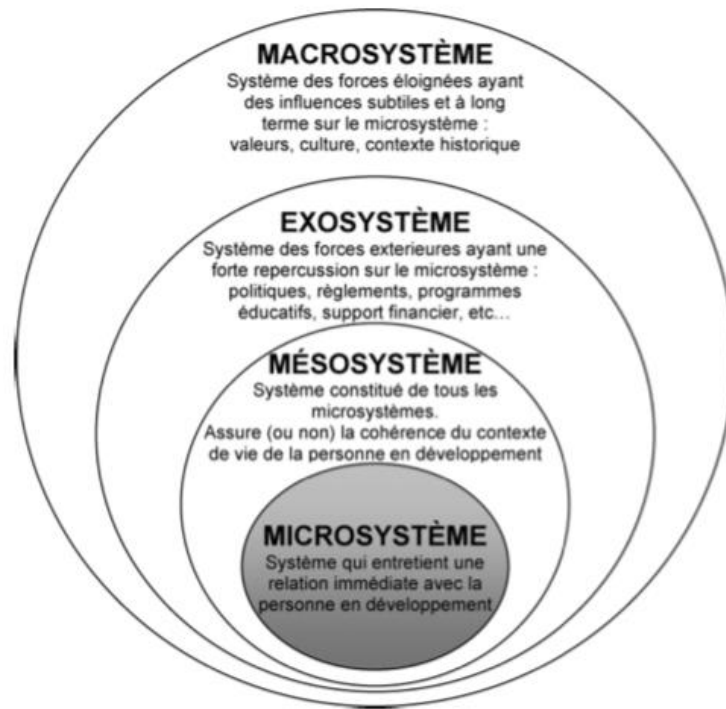 MACROSYSTÈME
Système des forces éloignées ayant
des influences subtiles et à long
terme sur le microsystème :
valeurs, culture, contexte historique
EXOSYSTÈME
Système des forces exterieures ayant une
forte repercussion sur le microsystème :
politiques, règlements, programmes
éducatifs, support financier, etc...
MÉSOSYSTÈME
Système constitué de tous les
microsystèmes.
Assure (ou non) la cohérence du contexte
de vie de la personne en développement
MICROSYSTÈME
Système qui entretient une
relation immédiate avec la
personne en développement